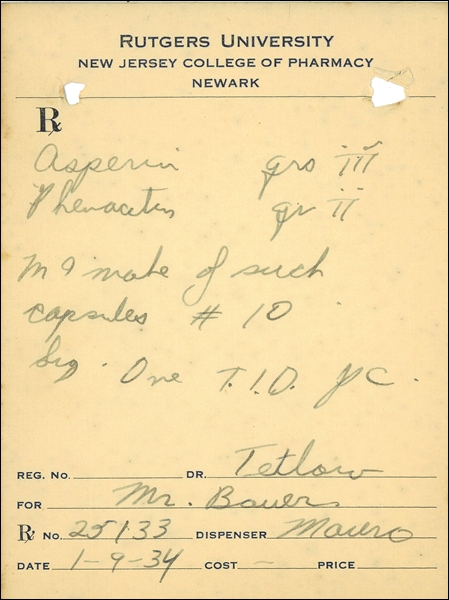 RUTGERS UNIVERSITY
NEW JERSEY COLLEGE OF PHARMACY
NEWARK
℞
Asperin grs iii
Phenacetin gr ii
M & make of such
capsules # 10
Sig. One T.I.D. P.C.
REG. No. DR. Tetlow
FOR Mr. Bauer
℞ No. 25133 DISPENSER Mauro
DATE 1-9-34 COST - PRICE